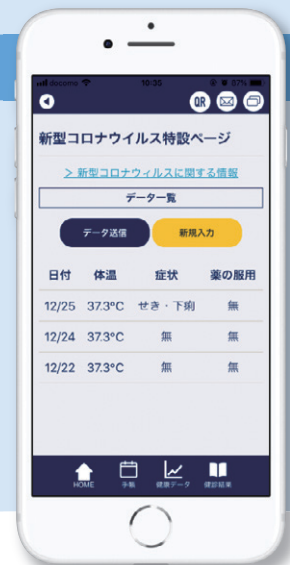 docomo 10:35 67%
QR
新型コロナウイルス特設ページ
＞新型コロナウィルスに関する情報
データ一覧
データ送信 新規入力
日付 体温 症状 薬の服用
12/25 37.3°C せき・下痢 無
12/24 37.3°C 無 無
12/22 37.3°C 無 無
HOME 手帳 健康データ 健診結果